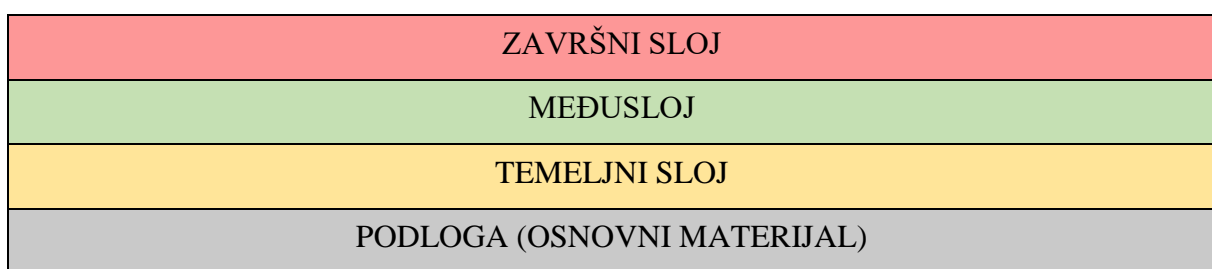 ZAVRŠNI SLOJ
MEĐUSLOJ
TEMELJNI SLOJ
PODLOGA (OSNOVNI MATERIJAL)